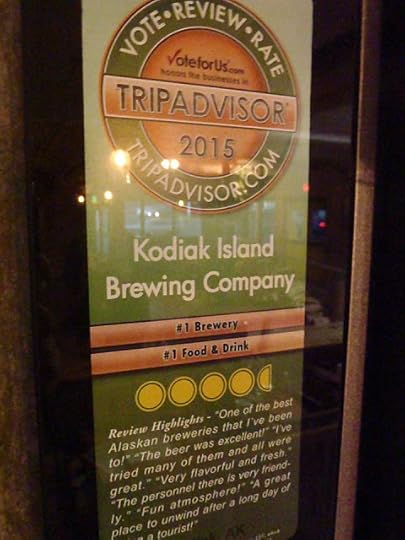 VOTE • REVIEW • RATE
VoteforUs.com
honors the businesses in
TRIPADVISOR
2015
TRIPADVISOR.COM
Kodiak Island
Brewing Company
#1 Brewery
#1 Food & Drink
Review Highlights - "One of the best
Alaskan breweries that I've been
to!" "The beer was excellent!" "I've
tried many of them and all were
great." "Very flavorful and fresh."
"The personnel there is very friend-
ly." "Fun atmosphere!" "A great
place to unwind after a long day of
a tourist!"
AK